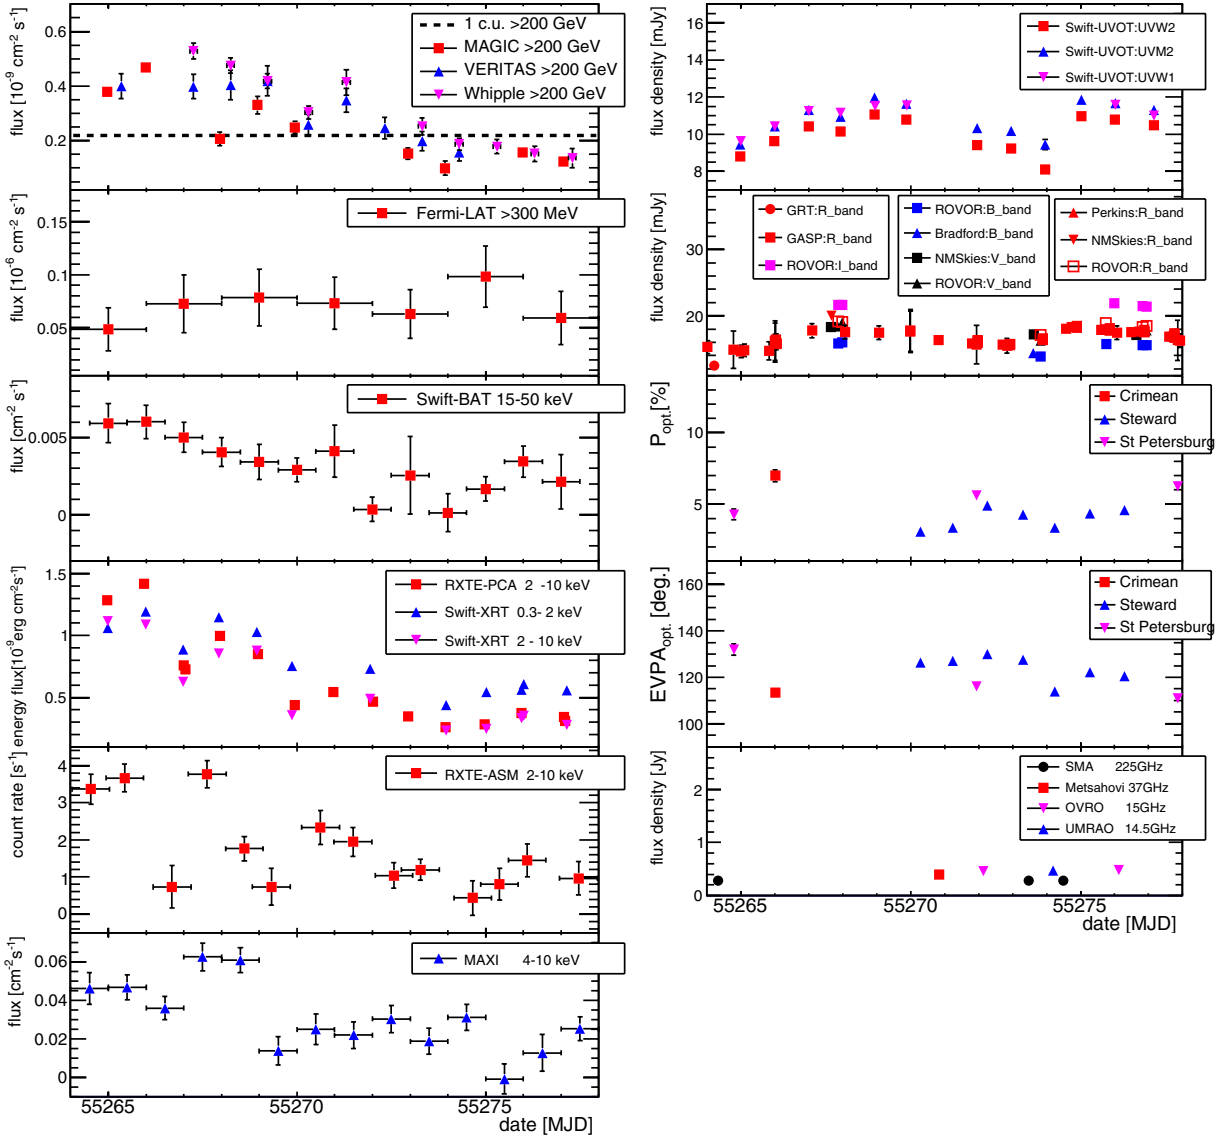 flux [10-9 cm-2 s-1]
0.6
0.4
0.2
1 c.u. >200 GeV
MAGIC >200 GeV
VERITAS >200 GeV
Whipple >200 GeV
flux [10-6 cm-2 s-1]
0.15
0.1
0.05
Fermi-LAT >300 MeV
flux [cm-2 s-1]
0.005
0
Swift-BAT 15-50 keV
energy flux[10-9 erg cm-2s-1]
1.5
1
0.5
RXTE-PCA 2 -10 keV
Swift-XRT 0.3- 2 keV
Swift-XRT 2 - 10 keV
count rate [s-1]
4
3
2
1
0
RXTE-ASM 2-10 keV
flux [cm-2s-1]
0.06
0.04
0.02
0
MAXI 4-10 keV
55265
55270
55275
date [MJD]
flux density [mJy]
14
12
10
8
Swift-UVOT:UVW2
Swift-UVOT:UVM2
Swift-UVOT:UVW1
flux density [mJy]
30
20
GRT:R_band
GASP:R_band
ROVOR:I_band
ROVOR:B_band
Bradford:B_band
NMSkies:V_band
ROVOR:V_band
Perkins:R_band
NMSkies:R_band
ROVOR:R_band
Popt.[%]
10
5
Crimean
Steward
St Petersburg
EVPAopt. [deg.]
160
140
120
100
Crimean
Steward
St Petersburg
flux density [Jy]
2
1
0
SMA 225GHz
Metsahovi 37GHz
OVRO 15GHz
UMRAO 14.5GHz
55265
55270
55275
date [MJD]